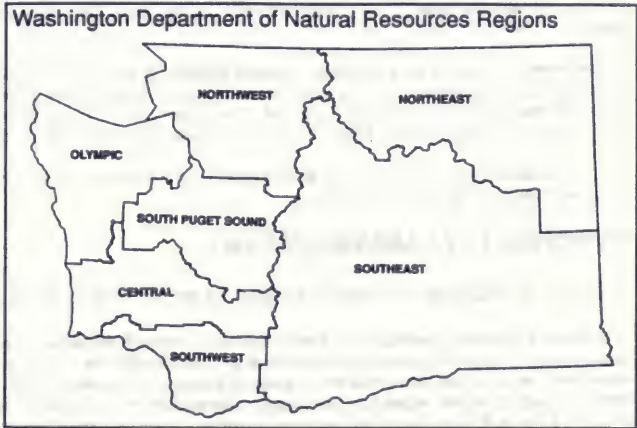 Washington Department of Natural Resources Regions
NORTHWEST
NORTHEAST
OLYMPIC
SOUTH PUGET SOUND
SOUTHEAST
CENTRAL
SOUTHWEST